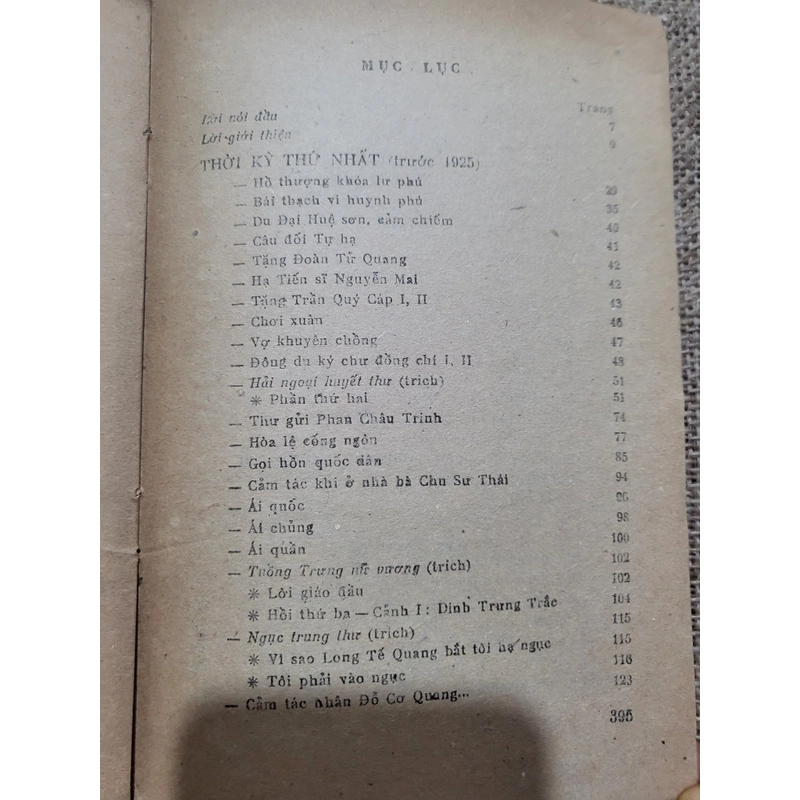 MỤC LỤC
Trang
Lời nói đầu 7
Lời giới thiệu 9
THỜI KỲ THỨ NHẤT (trước 1925)
— Hồ thượng khóa lư phú 29
— Bái thạch vi huynh phú 35
— Du Đại Huệ sơn, cảm chiếm 40
— Câu đối Tự hạ 41
— Tặng Đoàn Tử Quang 42
— Hạ Tiến sĩ Nguyễn Mai 42
— Tặng Trần Quý Cáp I, II 43
— Chơi xuân 46
— Vợ khuyên chồng 47
— Đông du ký chư đồng chí I, II 48
— Hải ngoại huyết thư (trích) 51
* Phần thứ hai 51
— Thư gửi Phan Châu Trinh 74
— Hòa lệ cống ngôn 77
— Gọi hồn quốc dân 85
— Cảm tác khi ở nhà bà Chu Sư Thái 94
— Ái quốc 96
— Ái chủng 98
— Ái quần 100
— Tuồng Trưng nữ vương (trích) 102
* Lời giáo đầu 102
* Hồi thứ ba — Cảnh I : Dinh Trưng Trắc 104
— Ngục trung thư (trích) 115
* Vì sao Long Tế Quang bắt tôi hạ ngục 115
* Tôi phải vào ngục 116
— Cảm tác nhân Đỗ Cơ Quang... 123
395